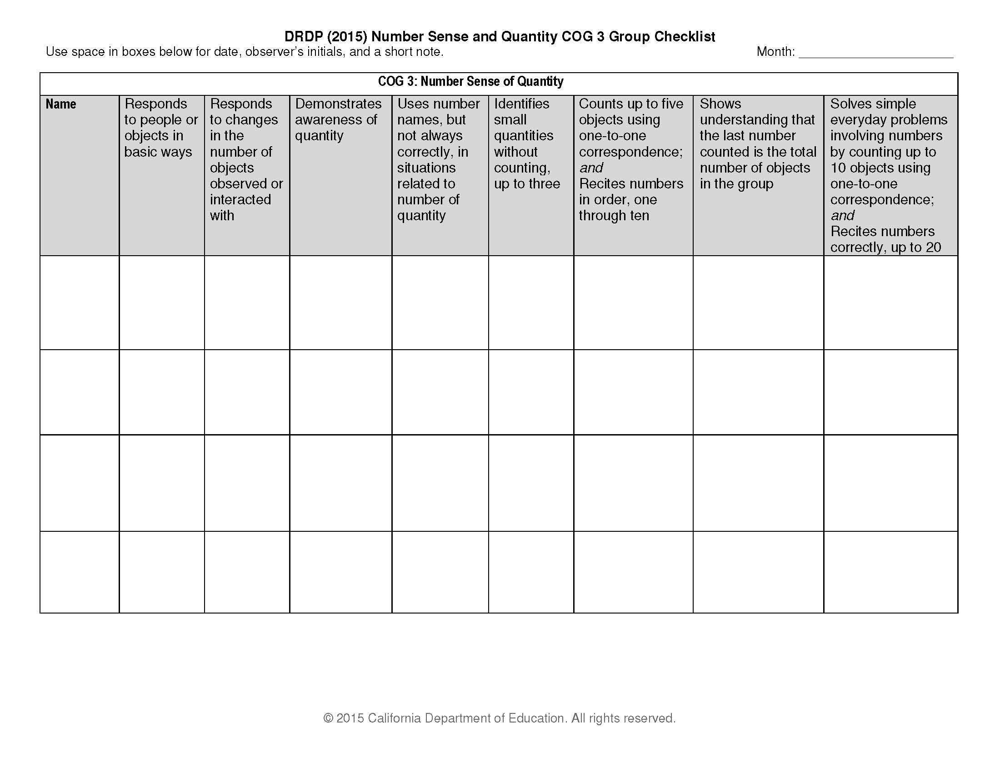 DRDP (2015) Number Sense and Quantity COG 3 Group Checklist
Use space in boxes below for date, observer's initials, and a short note.
Month: ______________________
COG 3: Number Sense of Quantity
Name
Responds
to people or
objects in
basic ways
Responds
to changes
in the
number of
objects
observed or
interacted
with
Demonstrates
awareness of
quantity
Uses number
names, but
not always
correctly, in
situations
related to
number of
quantity
Identifies
small
quantities
without
counting,
up to three
Counts up to five
objects using
one-to-one
correspondence;
and
Recites numbers
in order, one
through ten
Shows
understanding that
the last number
counted is the total
number of objects
in the group
Solves simple
everyday problems
involving numbers
by counting up to
10 objects using
one-to-one
correspondence;
and
Recites numbers
correctly, up to 20
© 2015 California Department of Education. All rights reserved.